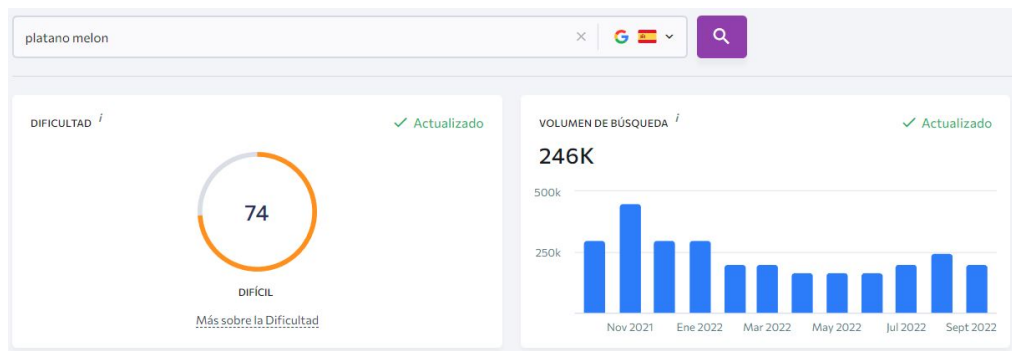 platano melon
DIFICULTAD i
Actualizado
74
DIFÍCIL
Más sobre la Dificultad
VOLUMEN DE BÚSQUEDA i
Actualizado
246K
500k
250k
Nov 2021 Ene 2022 Mar 2022 May 2022 Jul 2022 Sept 2022